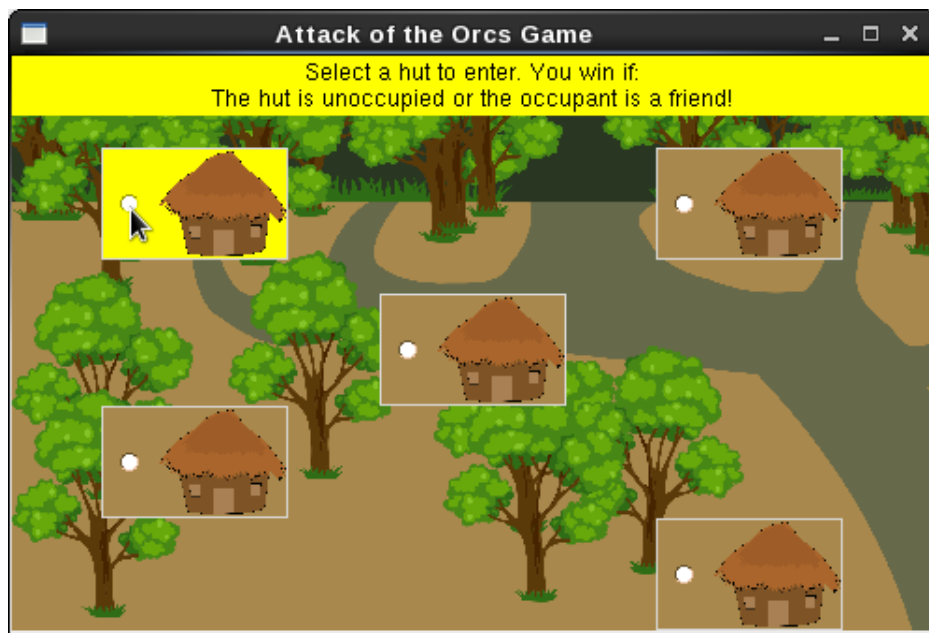 Attack of the Orcs Game
Select a hut to enter. You win if:
The hut is unoccupied or the occupant is a friend!